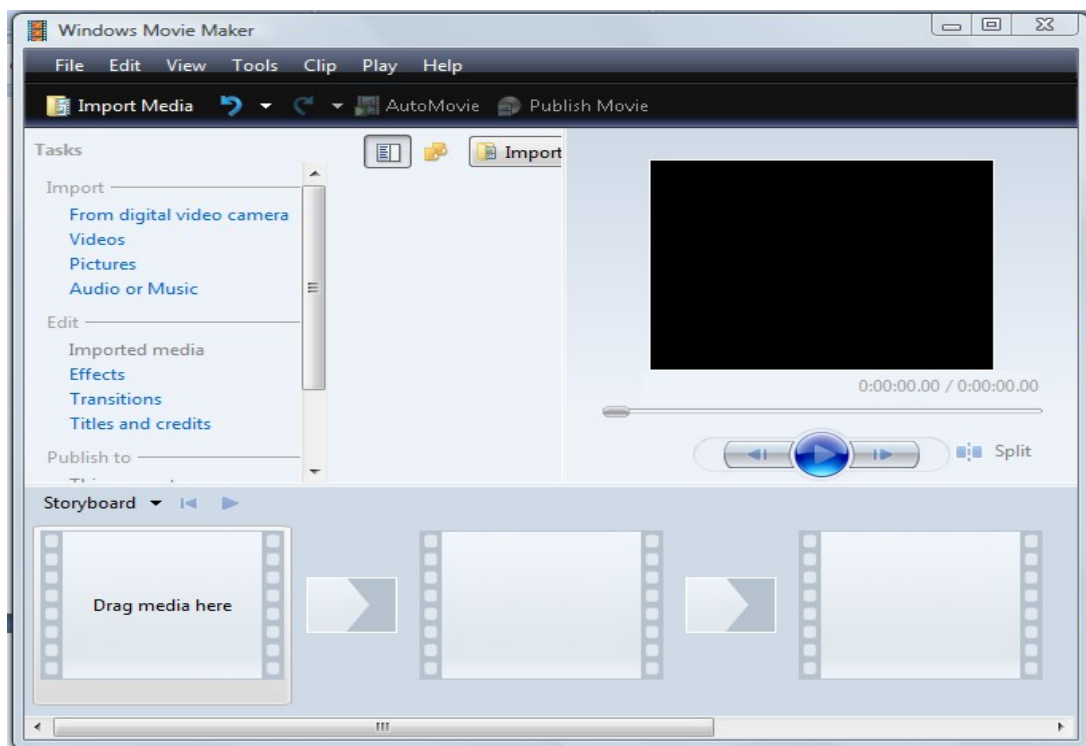 Windows Movie Maker
File Edit View Tools Clip Play Help
Import Media AutoMovie Publish Movie
Tasks
Import
Import
From digital video camera
Videos
Pictures
Audio or Music
Edit
Imported media
Effects
Transitions
Titles and credits
Publish to
0:00:00.00 / 0:00:00.00
Split
Storyboard
Drag media here